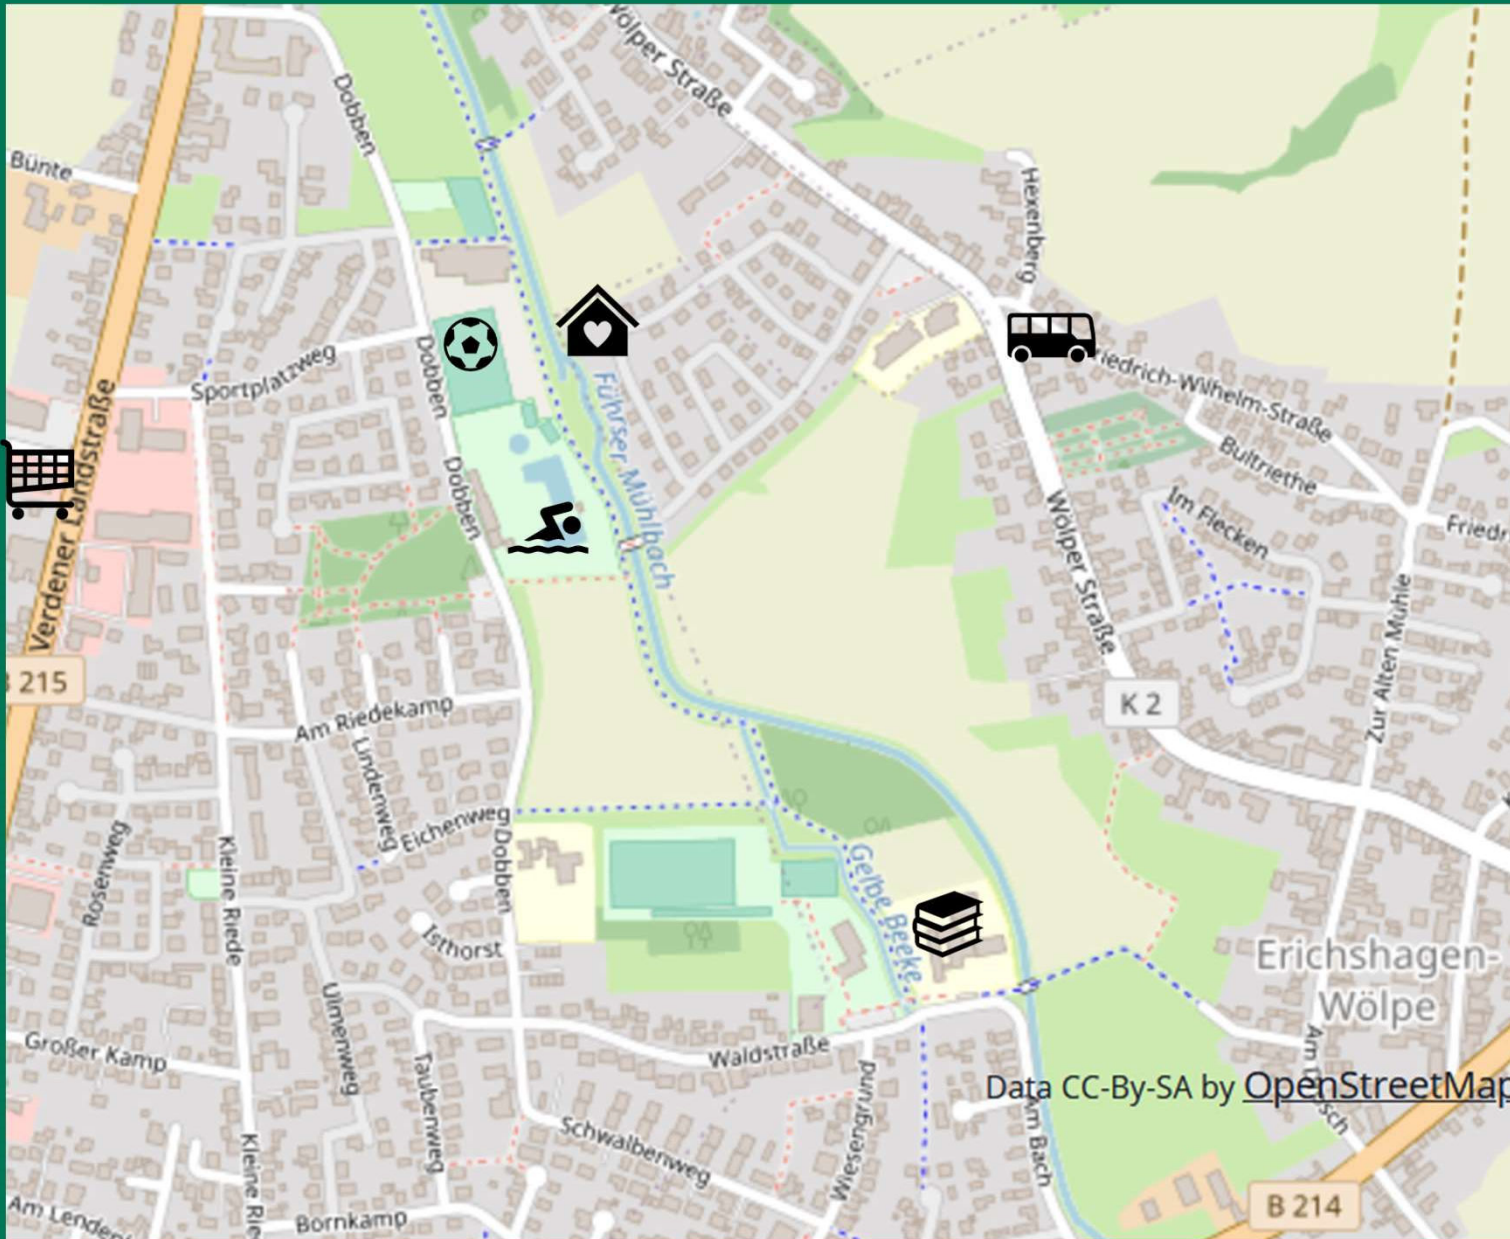 Wölper Straße
Dobben
Bünte
Hexenberg
Sportplatzweg
Dobben
Führser Mühlbach
Friedrich-Wilhelm-Straße
Bultriethe
Verdener Landstraße
Dobben
Im Flecken
Wölper Straße
Friedr
Zur Alten Mühle
B 215
K 2
Am Riedekamp
Lindenweg
Eichenweg
Dobben
Rosenweg
Kleine Riede
Gelbe Beeke
Isthorst
Erichshagen-
Wölpe
Ulmenweg
Großer Kamp
Taubenweg
Waldstraße
Wiesengrund
Data CC-By-SA by OpenStreetMap
Am Bach
Schwalbenweg
Kleine Rie
Am Lender
Bornkamp
B 214